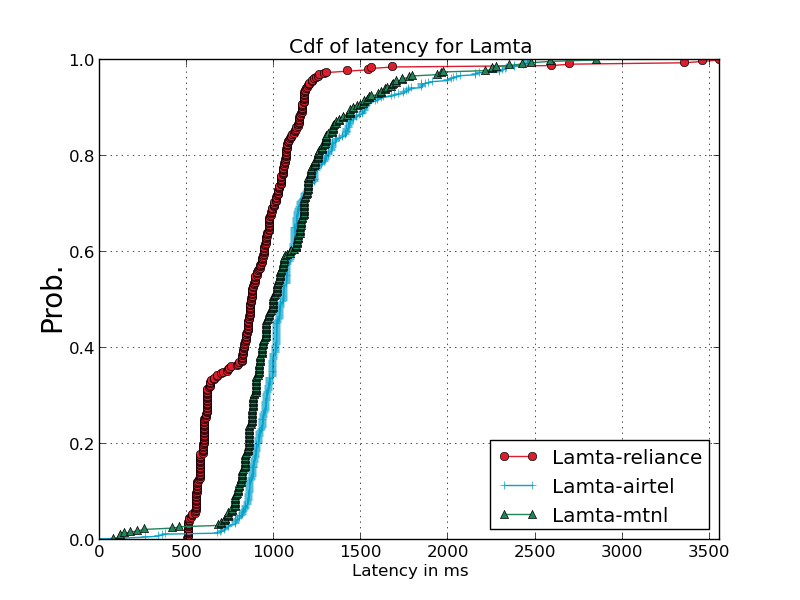 Cdf of latency for Lamta
1.0
0.8
0.6
0.4
0.2
0.0
Prob.
Lamta-reliance
Lamta-airtel
Lamta-mtnl
0 500 1000 1500 2000 2500 3000 3500
Latency in ms